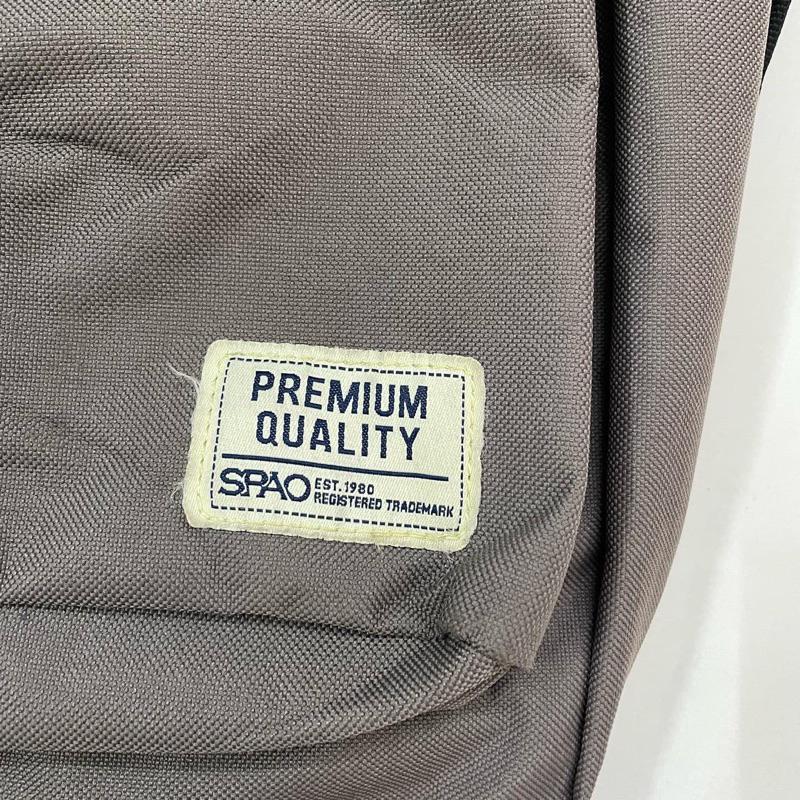 PREMIUM
QUALITY
SPAO EST. 1980
REGISTERED TRADEMARK